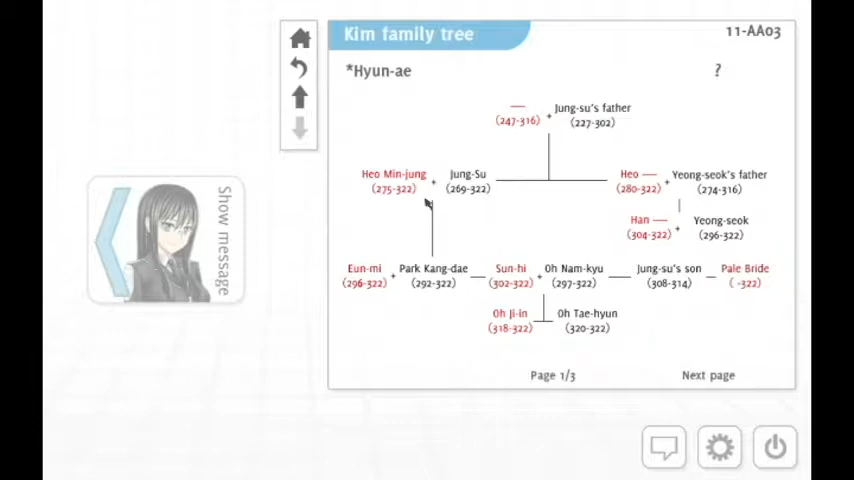 Kim family tree
11-AA03
*Hyun-ae
?
— + Jung-su's father
(247-316) (227-302)
Heo Min-jung + Jung-Su Heo — + Yeong-seok's father
(275-322) (269-322) (280-322) (274-316)
Han — + Yeong-seok
(304-322) (296-322)
Eun-mi + Park Kang-dae Sun-hi + Oh Nam-kyu Jung-su's son Pale Bride
(296-322) (292-322) (302-322) (297-322) (308-314) ( -322)
Oh Ji-in Oh Tae-hyun
(318-322) (320-322)
Page 1/3 Next page
Show message